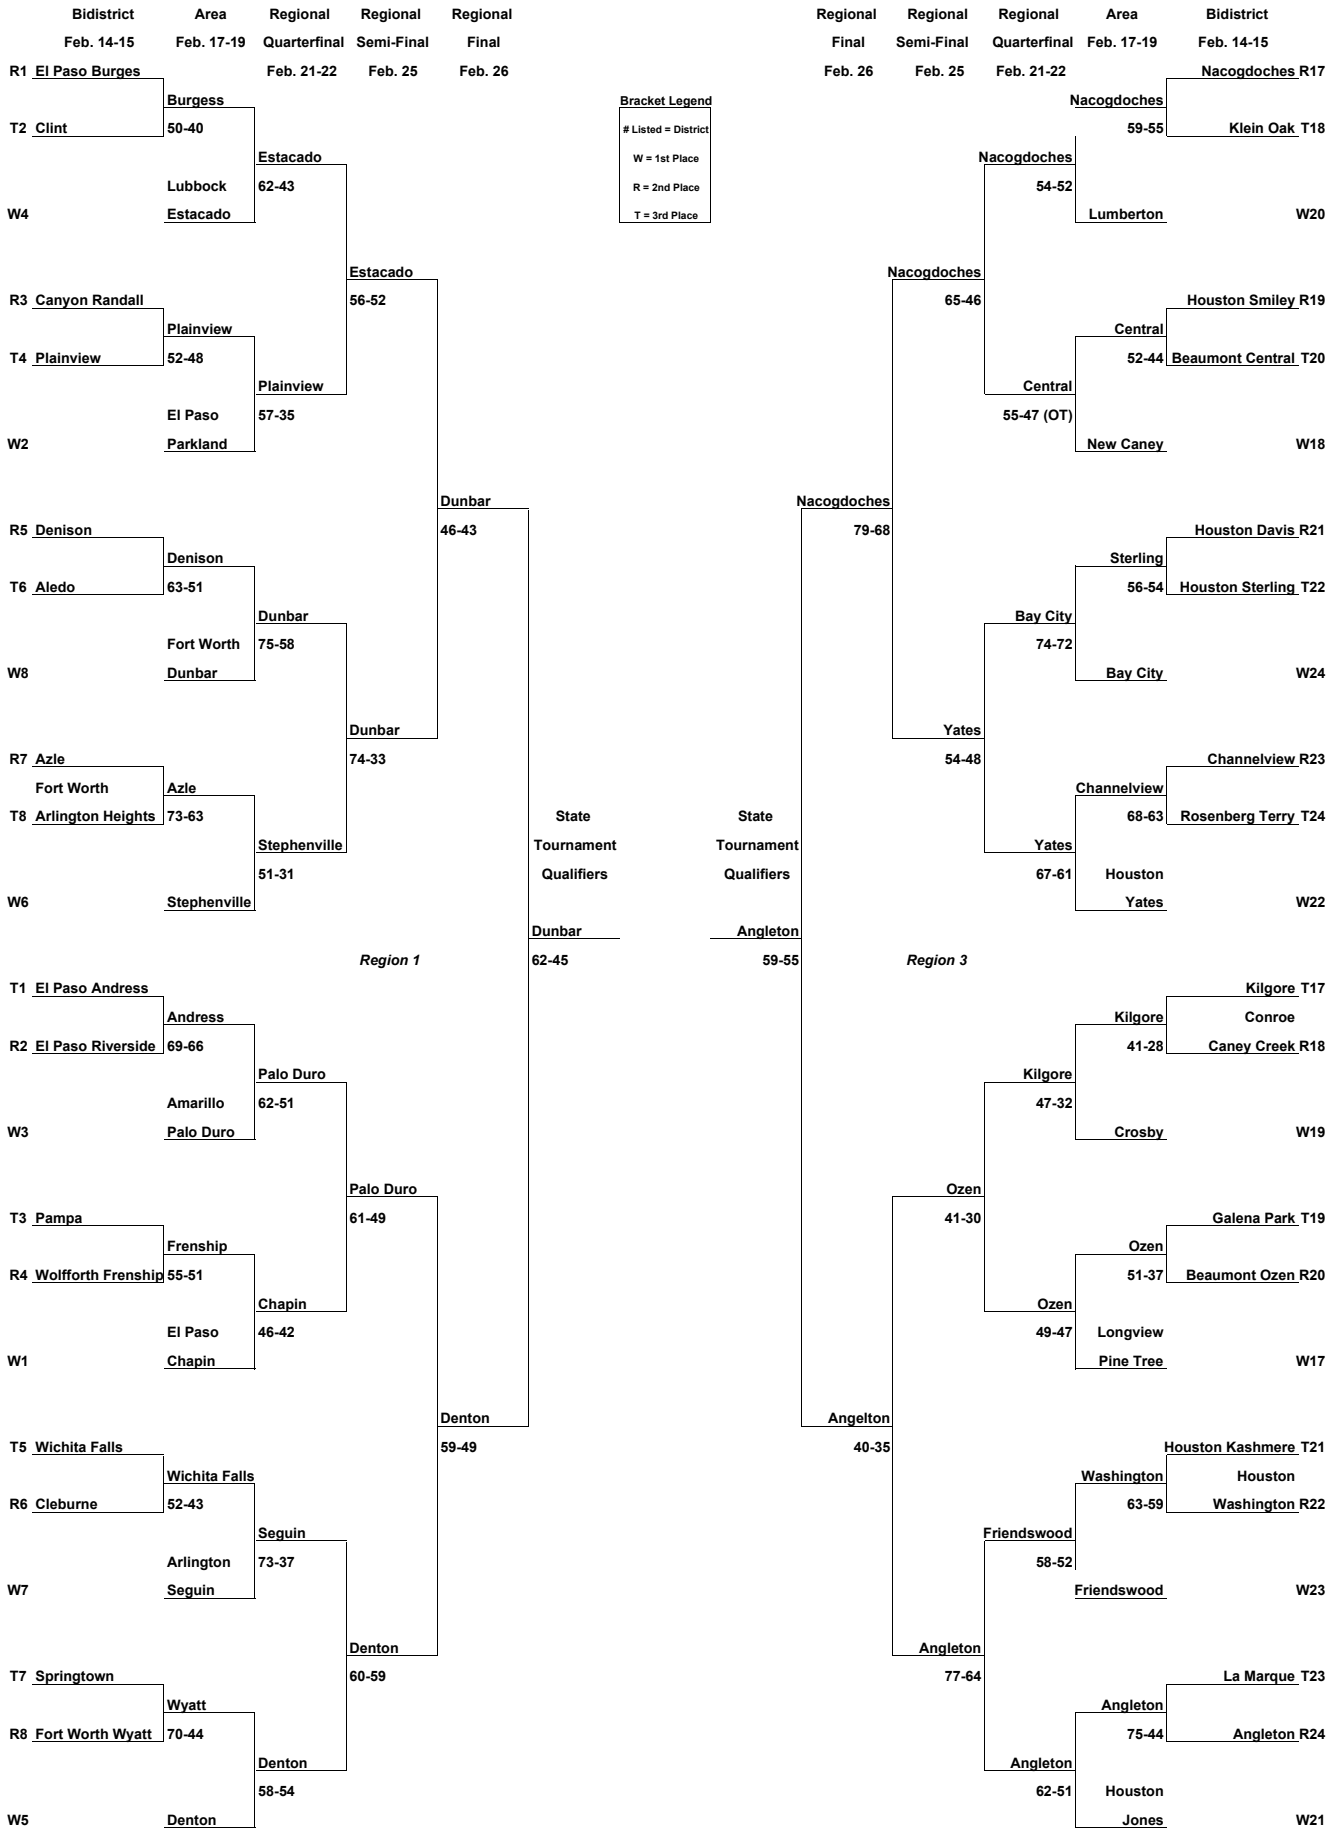 Bidistrict Area Regional Regional Regional Regional Regional Regional Area Bidistrict
Feb. 14-15 Feb. 17-19 Quarterfinal Semi-Final Final Final Semi-Final Quarterfinal Feb. 17-19 Feb. 14-15
R1 El Paso Burges Feb. 21-22 Feb. 25 Feb. 26 Feb. 26 Feb. 25 Feb. 21-22 Nacogdoches R17
Burgess Bracket Legend Nacogdoches
T2 Clint 50-40 # Listed = District 59-55 Klein Oak T18
Estacado W = 1st Place Nacogdoches
Lubbock 62-43 R = 2nd Place 54-52
W4 Estacado T = 3rd Place Lumberton W20
Estacado Nacogdoches
R3 Canyon Randall 56-52 65-46 Houston Smiley R19
Plainview Central
T4 Plainview 52-48 52-44 Beaumont Central T20
Plainview Central
El Paso 57-35 55-47 (OT)
W2 Parkland New Caney W18
Dunbar Nacogdoches
R5 Denison 46-43 79-68 Houston Davis R21
Denison Sterling
T6 Aledo 63-51 56-54 Houston Sterling T22
Dunbar Bay City
Fort Worth 75-58 74-72
W8 Dunbar Bay City W24
Dunbar Yates
R7 Azle 74-33 54-48 Channelview R23
Fort Worth Azle Channelview
T8 Arlington Heights 73-63 State State 68-63 Rosenberg Terry T24
Stephenville Tournament Tournament Yates
51-31 Qualifiers Qualifiers 67-61 Houston
W6 Stephenville Yates W22
Dunbar Angleton
Region 1 62-45 59-55 Region 3
T1 El Paso Andress Kilgore T17
Andress Kilgore Conroe
R2 El Paso Riverside 69-66 41-28 Caney Creek R18
Palo Duro Kilgore
Amarillo 62-51 47-32
W3 Palo Duro Crosby W19
Palo Duro Ozen
T3 Pampa 61-49 41-30 Galena Park T19
Frenship Ozen
R4 Wolfforth Frenship 55-51 51-37 Beaumont Ozen R20
Chapin Ozen
El Paso 46-42 49-47 Longview
W1 Chapin Pine Tree W17
Denton Angelton
T5 Wichita Falls 59-49 40-35 Houston Kashmere T21
Wichita Falls Washington Houston
R6 Cleburne 52-43 63-59 Washington R22
Seguin Friendswood
Arlington 73-37 58-52
W7 Seguin Friendswood W23
Denton Angleton
T7 Springtown 60-59 77-64 La Marque T23
Wyatt Angleton
R8 Fort Worth Wyatt 70-44 75-44 Angleton R24
Denton Angleton
58-54 62-51 Houston
W5 Denton Jones W21